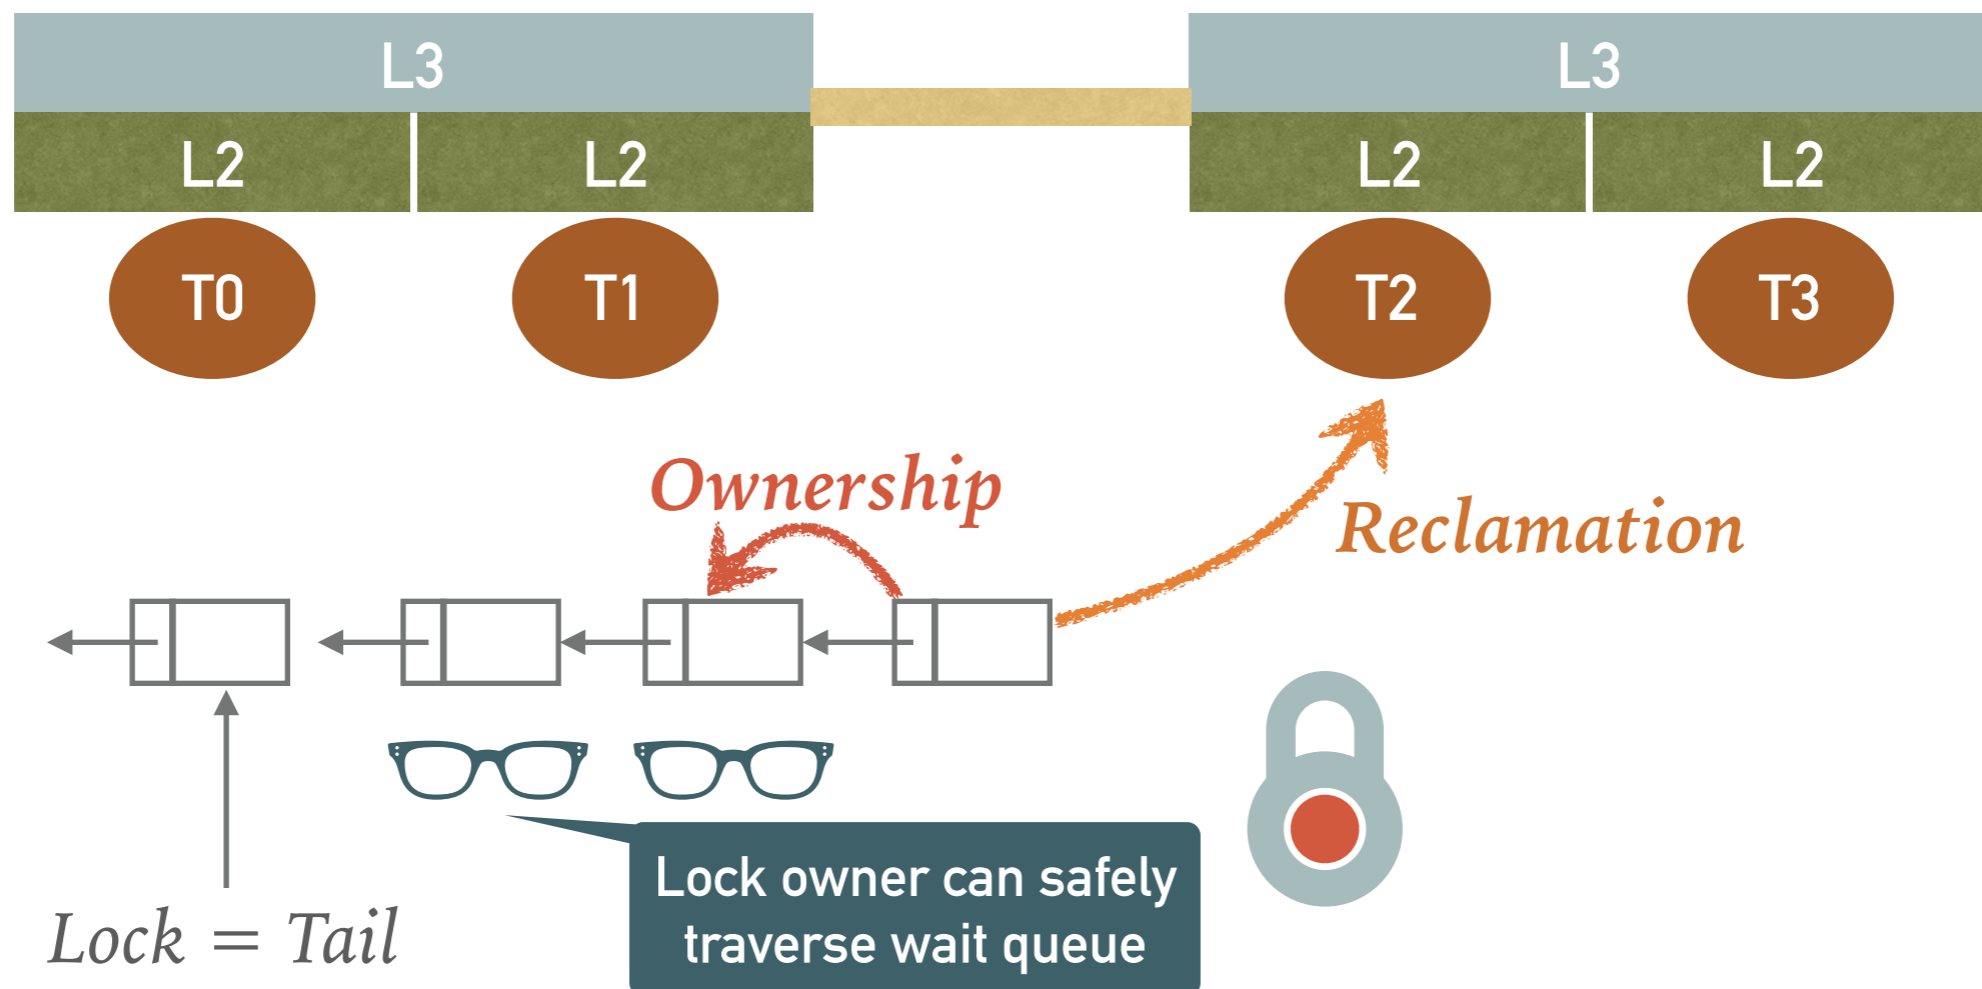 L3
L3
L2
L2
L2
L2
T0
T1
T2
T3
Ownership
Reclamation
Lock owner can safely
traverse wait queue
Lock = Tail